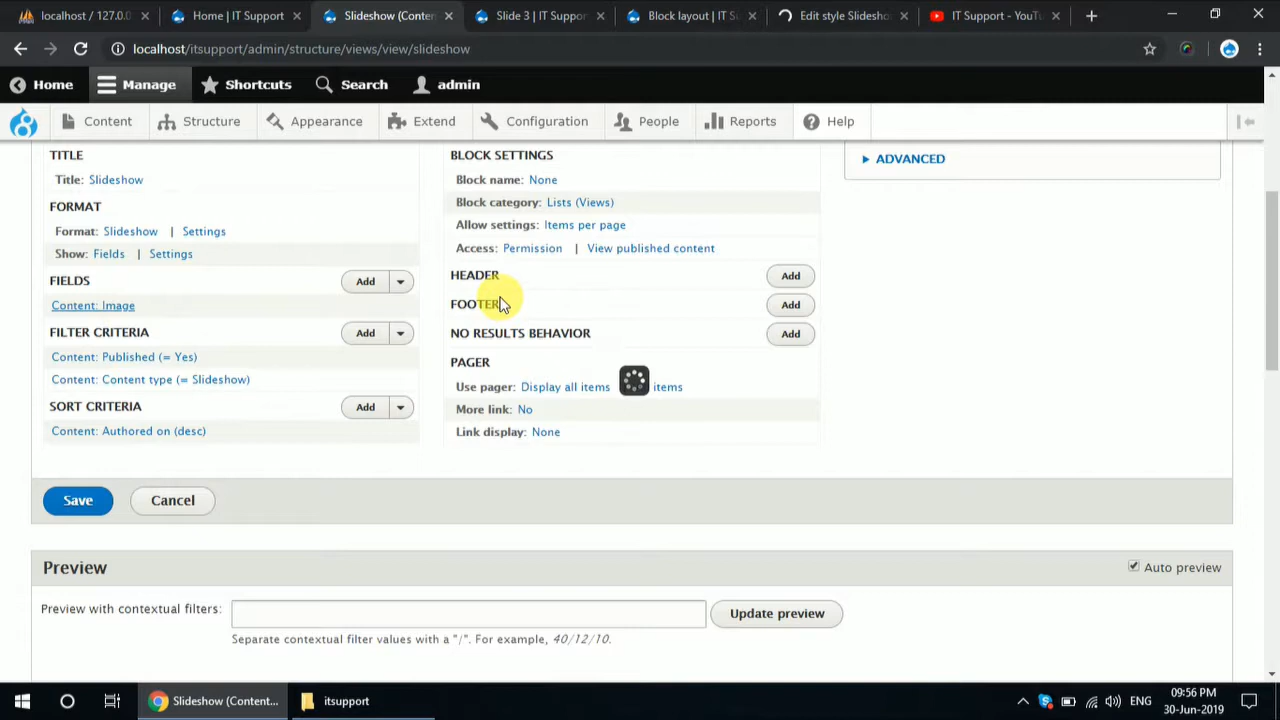 localhost / 127.0.0
Home | IT Support
Slideshow (Conten
Slide 3 | IT Suppor
Block layout | IT Su
Edit style Slidesho
IT Support - YouTu
localhost/itsupport/admin/structure/views/view/slideshow
Home
Manage
Shortcuts
Search
admin
Content
Structure
Appearance
Extend
Configuration
People
Reports
Help
TITLE
Title: Slideshow
FORMAT
Format: Slideshow | Settings
Show: Fields | Settings
FIELDS
Add
Content: Image
FILTER CRITERIA
Add
Content: Published (= Yes)
Content: Content type (= Slideshow)
SORT CRITERIA
Add
Content: Authored on (desc)
BLOCK SETTINGS
Block name: None
Block category: Lists (Views)
Allow settings: Items per page
Access: Permission | View published content
HEADER
Add
FOOTER
Add
NO RESULTS BEHAVIOR
Add
PAGER
Use pager: Display all items items
More link: No
Link display: None
ADVANCED
Save
Cancel
Preview
Auto preview
Preview with contextual filters:
Update preview
Separate contextual filter values with a "/". For example, 40/12/10.
Slideshow (Content...
itsupport
ENG
09:56 PM
30-Jun-2019